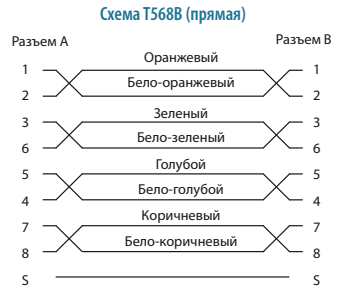 Схема T568B (прямая)
Разъем А Разъем В
Оранжевый
1 1
Бело-оранжевый
2 2
Зеленый
3 3
Бело-зеленый
6 6
Голубой
5 5
Бело-голубой
4 4
Коричневый
7 7
Бело-коричневый
8 8
S S